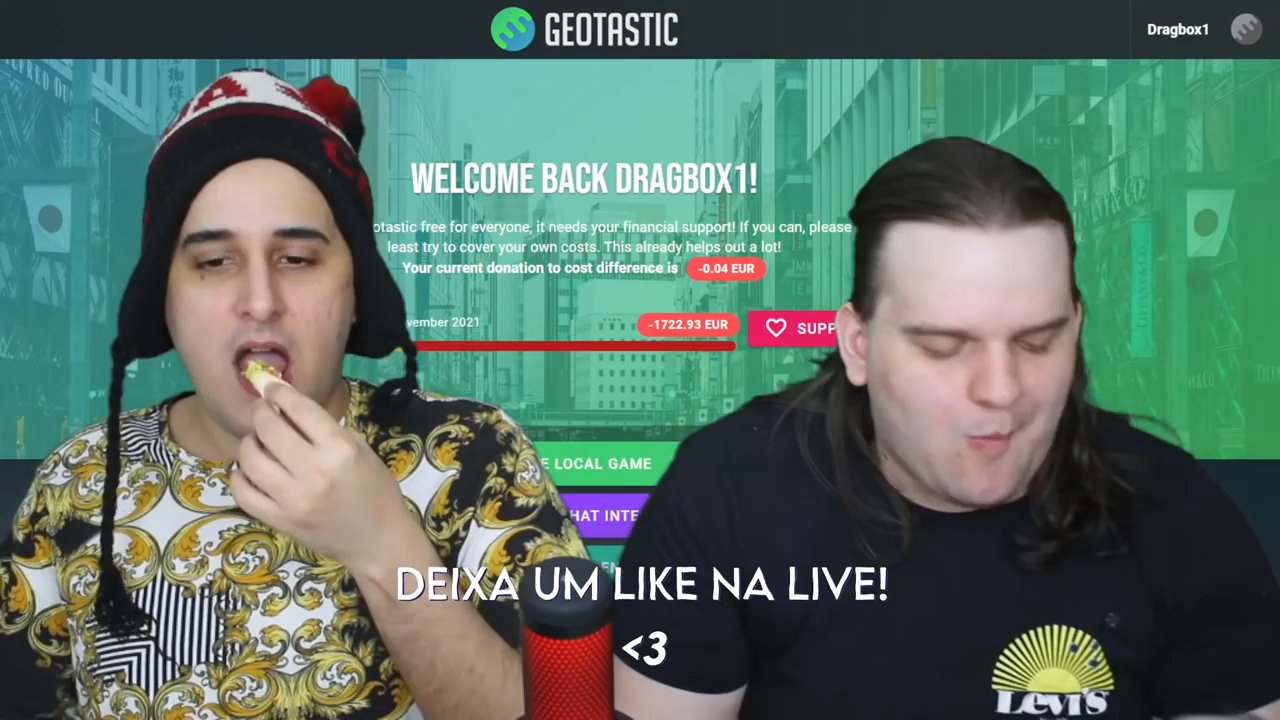 GEOTASTIC
Dragbox1
WELCOME BACK DRAGBOX1!
otastic free for everyone, it needs your financial support! If you can, please
least try to cover your own costs. This already helps out a lot!
Your current donation to cost difference is -0.04 EUR
vember 2021 -1722.93 EUR
SUPP
E LOCAL GAME
HAT INTE
DEIXA UM LIKE NA LIVE!
<3
LEVI'S